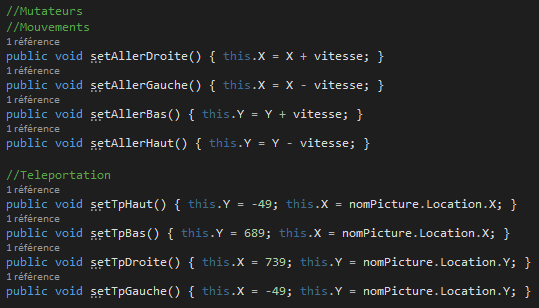 //Mutateurs
//Mouvements
1 référence
public void setAllerDroite() { this.X = X + vitesse; }
1 référence
public void setAllerGauche() { this.X = X - vitesse; }
1 référence
public void setAllerBas() { this.Y = Y + vitesse; }
1 référence
public void setAllerHaut() { this.Y = Y - vitesse; }
//Teleportation
1 référence
public void setTpHaut() { this.Y = -49; this.X = nomPicture.Location.X; }
1 référence
public void setTpBas() { this.Y = 689; this.X = nomPicture.Location.X; }
1 référence
public void setTpDroite() { this.X = 739; this.Y = nomPicture.Location.Y; }
1 référence
public void setTpGauche() { this.X = -49; this.Y = nomPicture.Location.Y; }